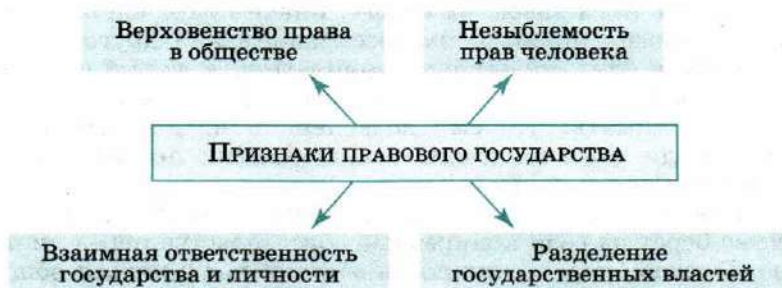 Верховенство права
в обществе
Незыблемость
прав человека
Признаки правового государства
Взаимная ответственность
государства и личности
Разделение
государственных властей